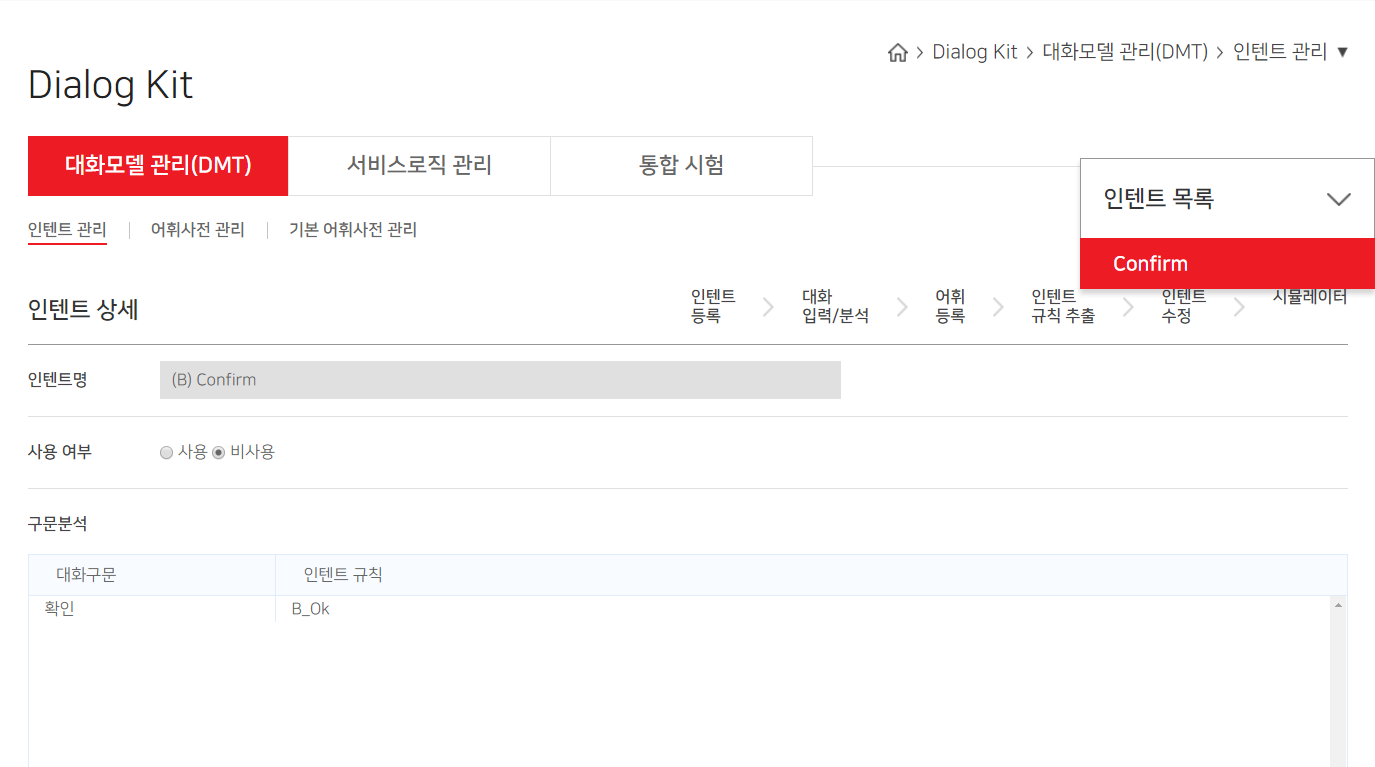 Dialog Kit > 대화모델 관리(DMT) > 인텐트 관리 ▼
Dialog Kit
대화모델 관리(DMT)
서비스로직 관리
통합 시험
인텐트 목록
Confirm
인텐트 관리
어휘사전 관리
기본 어휘사전 관리
인텐트 상세
인텐트
등록
대화
입력/분석
어휘
등록
인텐트
규칙 추출
인텐트
수정
시뮬레이터
인텐트명
(B) Confirm
사용 여부
사용
비사용
구문분석
대화구문
인텐트 규칙
확인
B_Ok